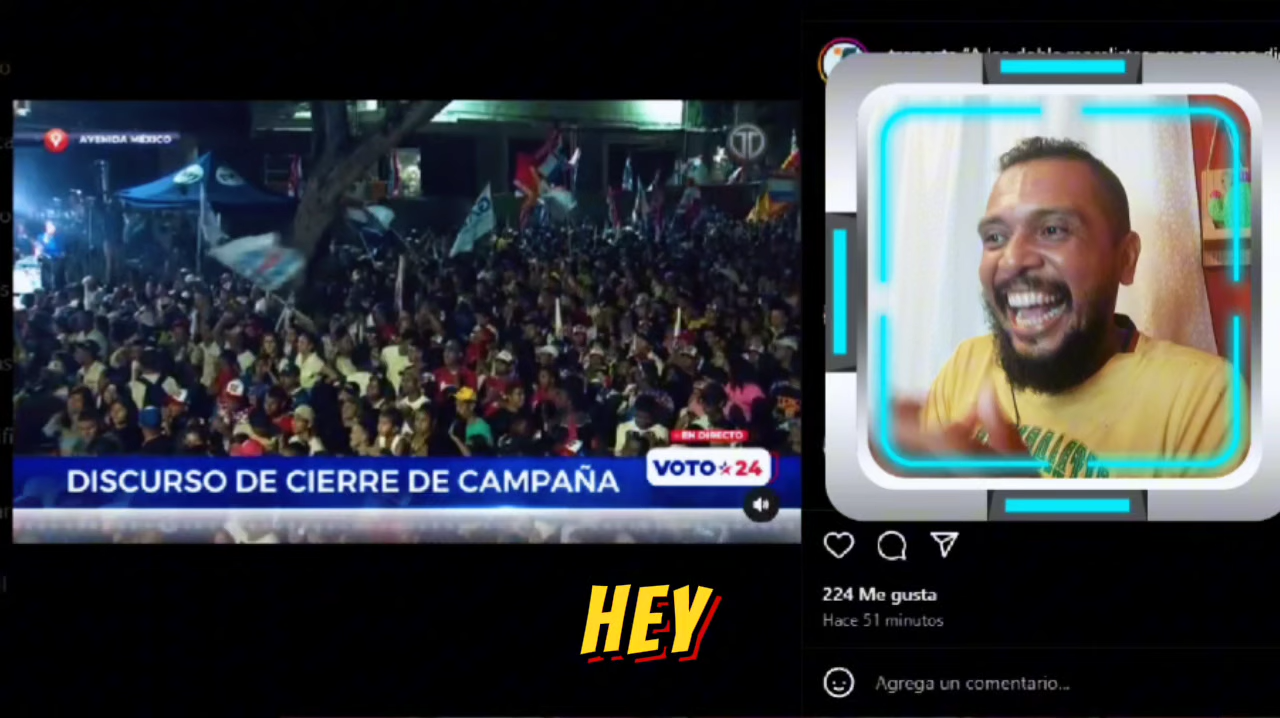 AVENIDA MÉXICO
EN DIRECTO
VOTO 24
DISCURSO DE CIERRE DE CAMPAÑA
HEY
224 Me gusta
Hace 51 minutos
Agrega un comentario...